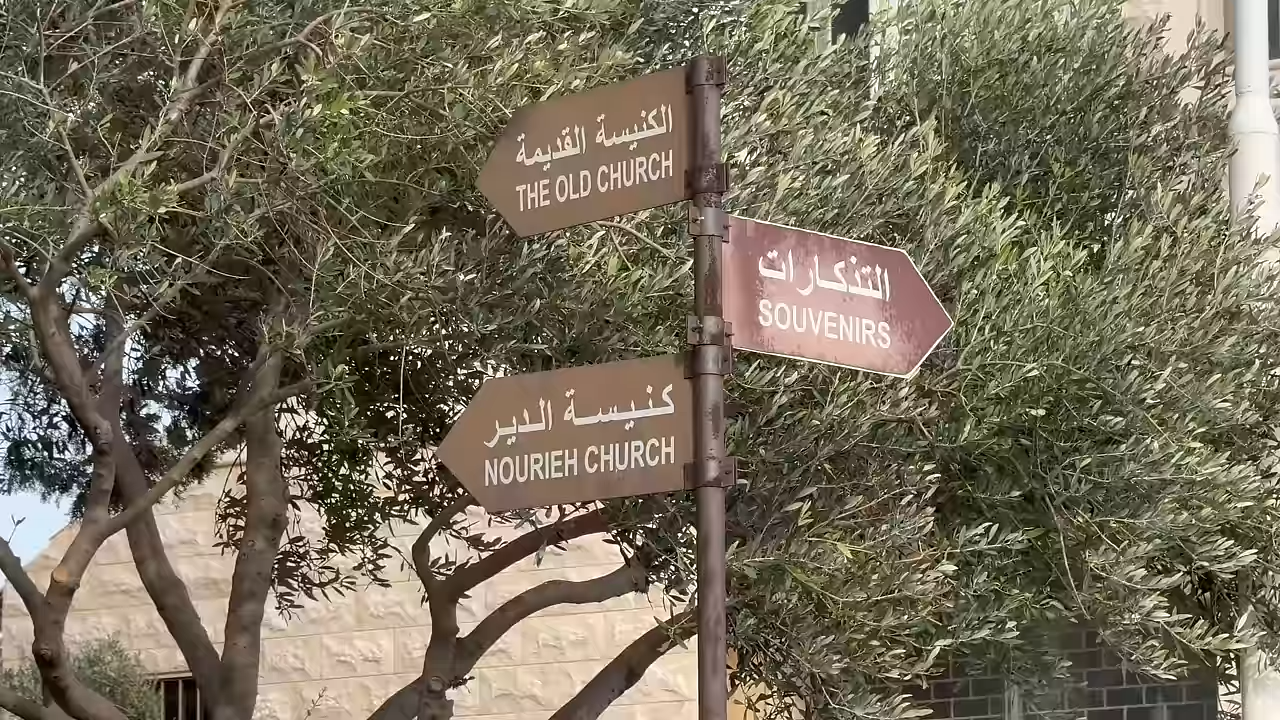 الكنيسة القديمة
THE OLD CHURCH
التذكارات
SOUVENIRS
كنيسة الدير
NOURIEH CHURCH